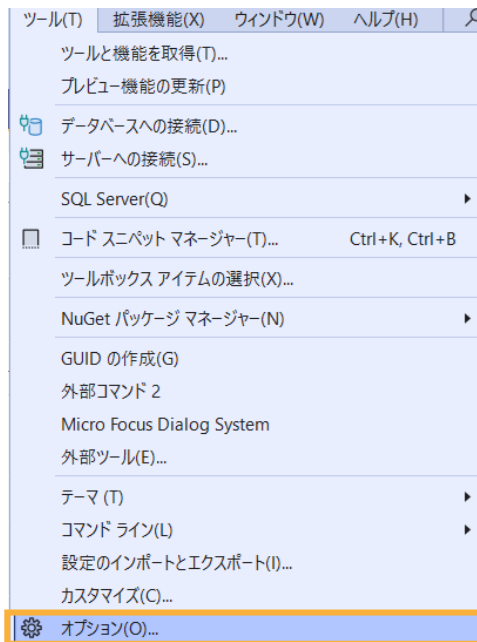 ツール(T) 拡張機能(X) ウィンドウ(W) ヘルプ(H)
ツールと機能を取得(T)...
プレビュー機能の更新(P)
データベースへの接続(D)...
サーバーへの接続(S)...
SQL Server(Q)
コード スニペット マネージャー(T)... Ctrl+K, Ctrl+B
ツールボックス アイテムの選択(X)...
NuGet パッケージ マネージャー(N)
GUID の作成(G)
外部コマンド 2
Micro Focus Dialog System
外部ツール(E)...
テーマ (T)
コマンド ライン(L)
設定のインポートとエクスポート(I)...
カスタマイズ(C)...
オプション(O)...